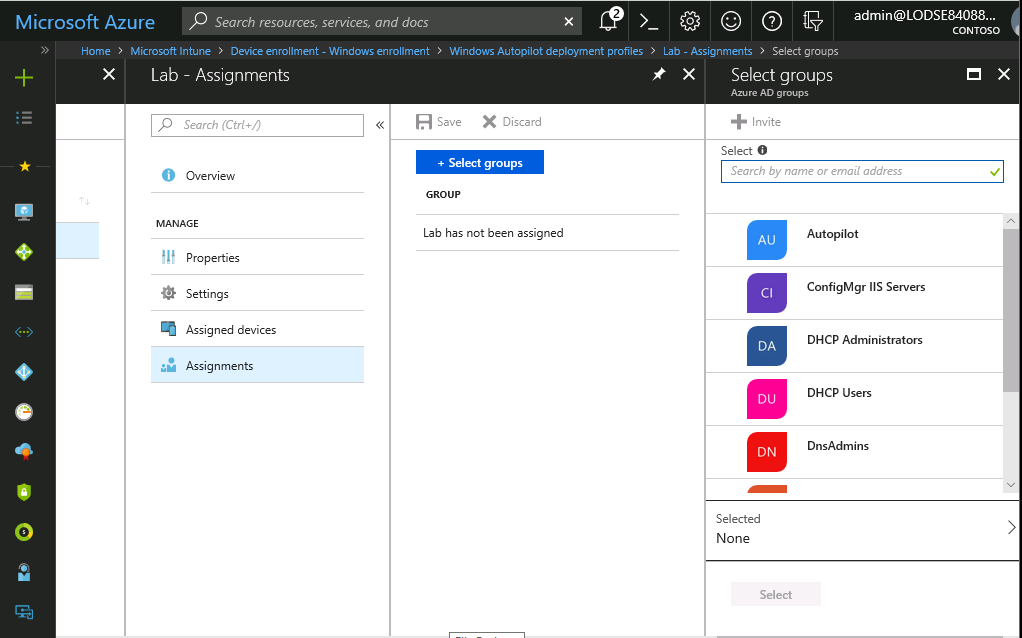 Microsoft Azure
Search resources, services, and docs
2
admin@LODSE84088...
CONTOSO
Home > Microsoft Intune > Device enrollment - Windows enrollment > Windows Autopilot deployment profiles > Lab - Assignments > Select groups
Lab - Assignments
Search (Ctrl+/)
Overview
MANAGE
Properties
Settings
Assigned devices
Assignments
Save
Discard
+ Select groups
GROUP
Lab has not been assigned
Select groups
Azure AD groups
Invite
Select
Search by name or email address
AU
Autopilot
CI
ConfigMgr IIS Servers
DA
DHCP Administrators
DU
DHCP Users
DN
DnsAdmins
Selected
None
Select